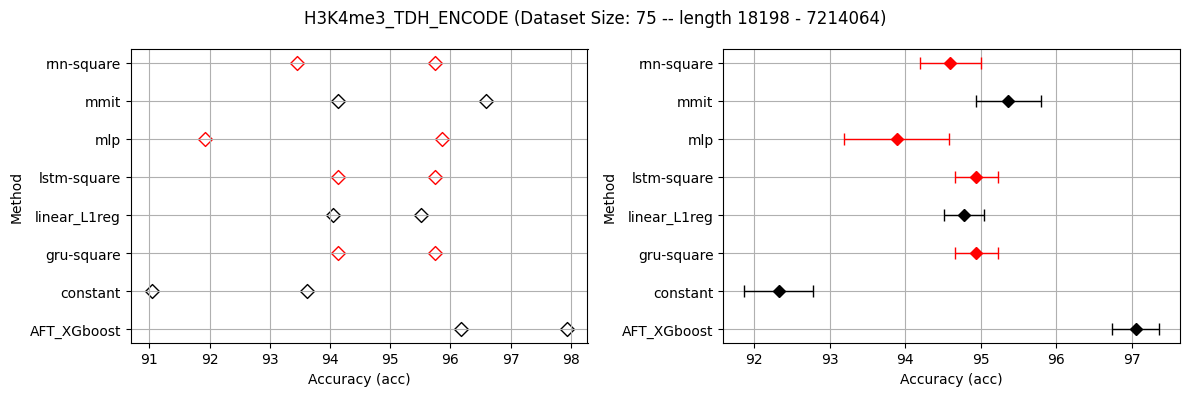 H3K4me3_TDH_ENCODE (Dataset Size: 75 -- length 18198 - 7214064)
Method
rnn-square
mmit
mlp
lstm-square
linear_L1reg
gru-square
constant
AFT_XGboost
91 92 93 94 95 96 97 98
Accuracy (acc)
Method
rnn-square
mmit
mlp
lstm-square
linear_L1reg
gru-square
constant
AFT_XGboost
92 93 94 95 96 97
Accuracy (acc)